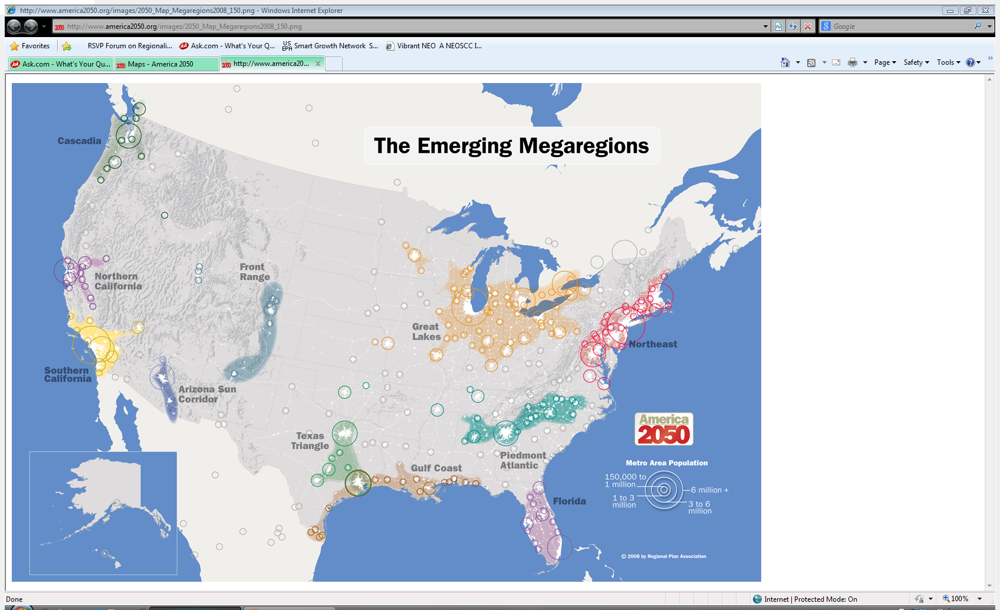 http://www.america2050.org/images/2050_Map_Megaregions2008_150.png - Windows Internet Explorer
http://www.america2050.org/images/2050_Map_Megaregions2008_150.png
Google
Favorites
RSVP Forum on Regionali...
Ask.com - What's Your Q...
US
EPA
Smart Growth Network S...
Vibrant NEO A NEOSCC I...
Ask.com - What's Your Qu...
Maps - America 2050
http://www.america20...
Page
Safety
Tools
The Emerging Megaregions
Cascadia
Northern
California
Front
Range
Great
Lakes
Northeast
Southern
California
Arizona Sun
Corridor
Texas
Triangle
Gulf Coast
Piedmont
Atlantic
Florida
America
2050
Metro Area Population
150,000 to
1 million
6 million +
1 to 3
million
3 to 6
million
© 2008 by Regional Plan Association
Done
Internet | Protected Mode: On
100%